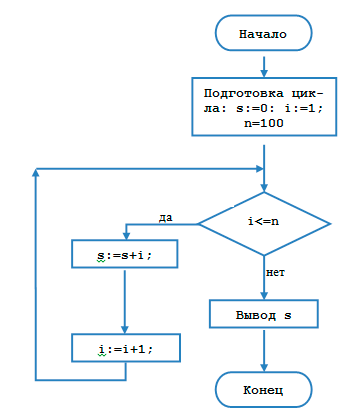 Начало
Подготовка цик-
ла: s:=0: i:=1;
n=100
i<=n
да
s:=s+i;
нет
Вывод s
i:=i+1;
Конец